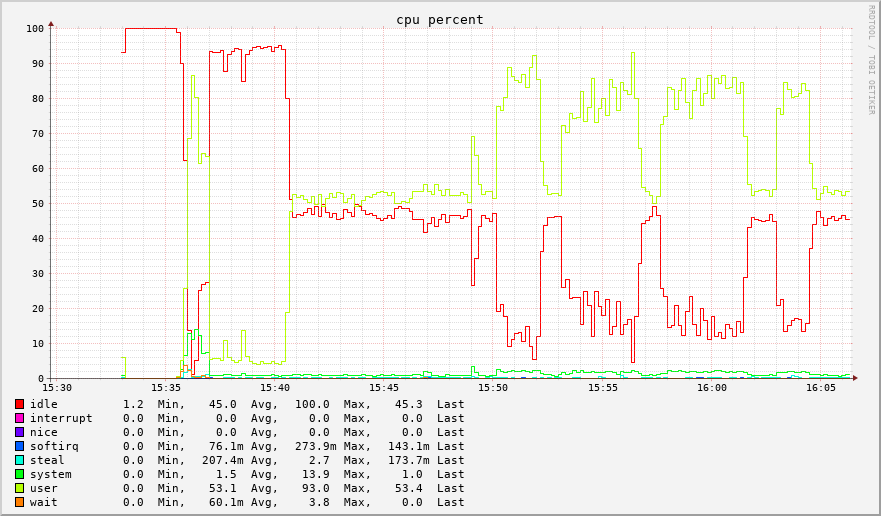 cpu percent
RRDTOOL / TOBI OETIKER
100
90
80
70
60
50
40
30
20
10
0
15:30 15:35 15:40 15:45 15:50 15:55 16:00 16:05
idle 1.2 Min, 45.0 Avg, 100.0 Max, 45.3 Last
interrupt 0.0 Min, 0.0 Avg, 0.0 Max, 0.0 Last
nice 0.0 Min, 0.0 Avg, 0.0 Max, 0.0 Last
softirq 0.0 Min, 76.1m Avg, 273.9m Max, 143.1m Last
steal 0.0 Min, 207.4m Avg, 2.7 Max, 173.7m Last
system 0.0 Min, 1.5 Avg, 13.9 Max, 1.0 Last
user 0.0 Min, 53.1 Avg, 93.0 Max, 53.4 Last
wait 0.0 Min, 60.1m Avg, 3.8 Max, 0.0 Last